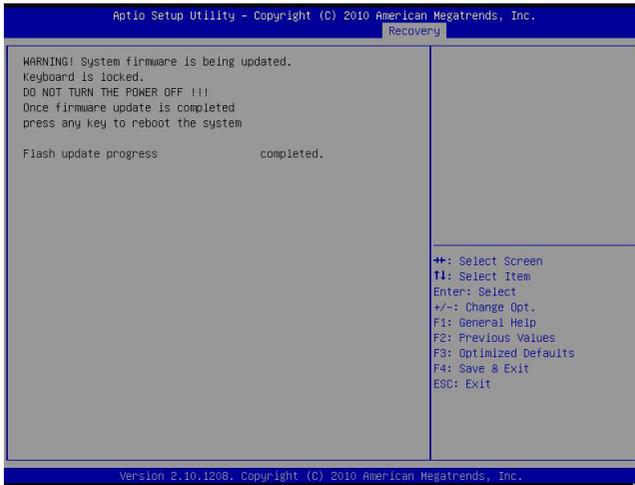 Aptio Setup Utility – Copyright (C) 2010 American Megatrends, Inc.
Recovery
WARNING! System firmware is being updated.
Keyboard is locked.
DO NOT TURN THE POWER OFF !!!
Once firmware update is completed
press any key to reboot the system
Flash update progress completed.
→←: Select Screen
↑↓: Select Item
Enter: Select
+/-: Change Opt.
F1: General Help
F2: Previous Values
F3: Optimized Defaults
F4: Save & Exit
ESC: Exit
Version 2.10.1208. Copyright (C) 2010 American Megatrends, Inc.